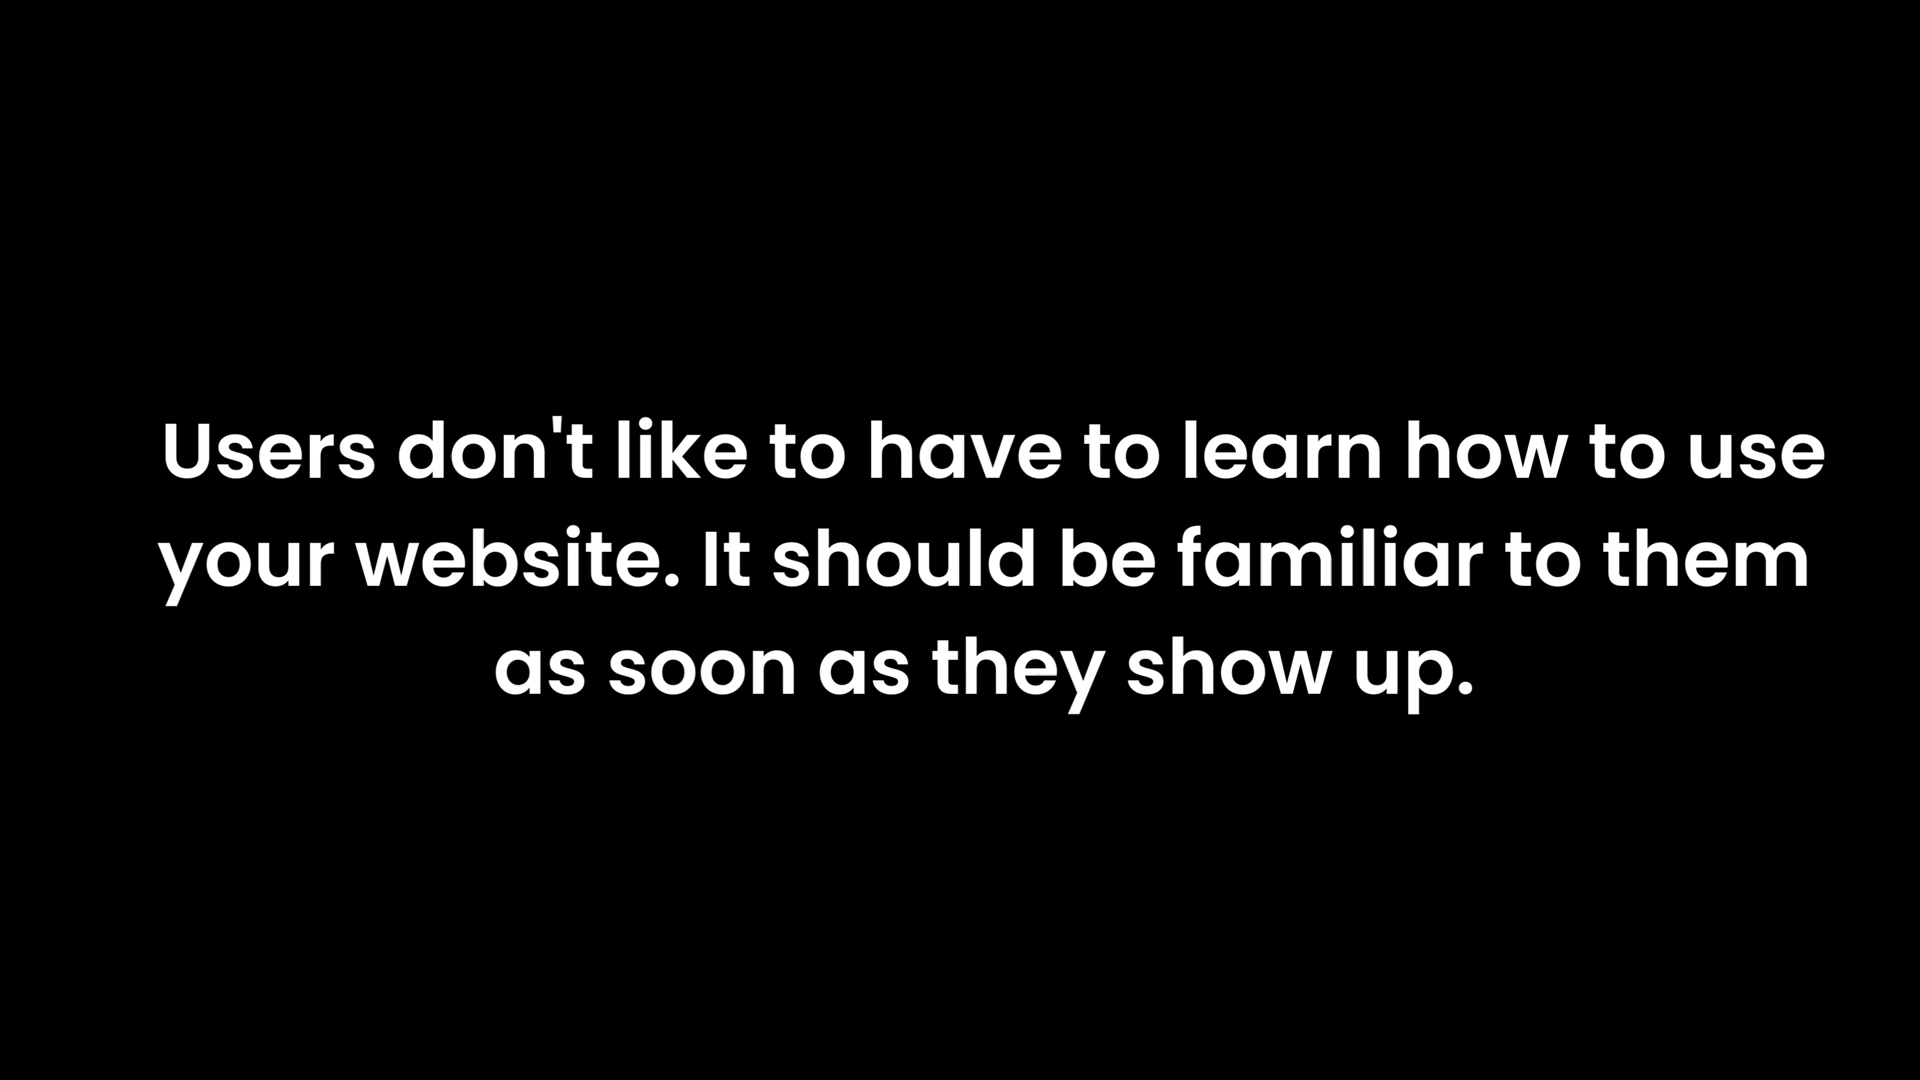 Users don't like to have to learn how to use
your website. It should be familiar to them
as soon as they show up.